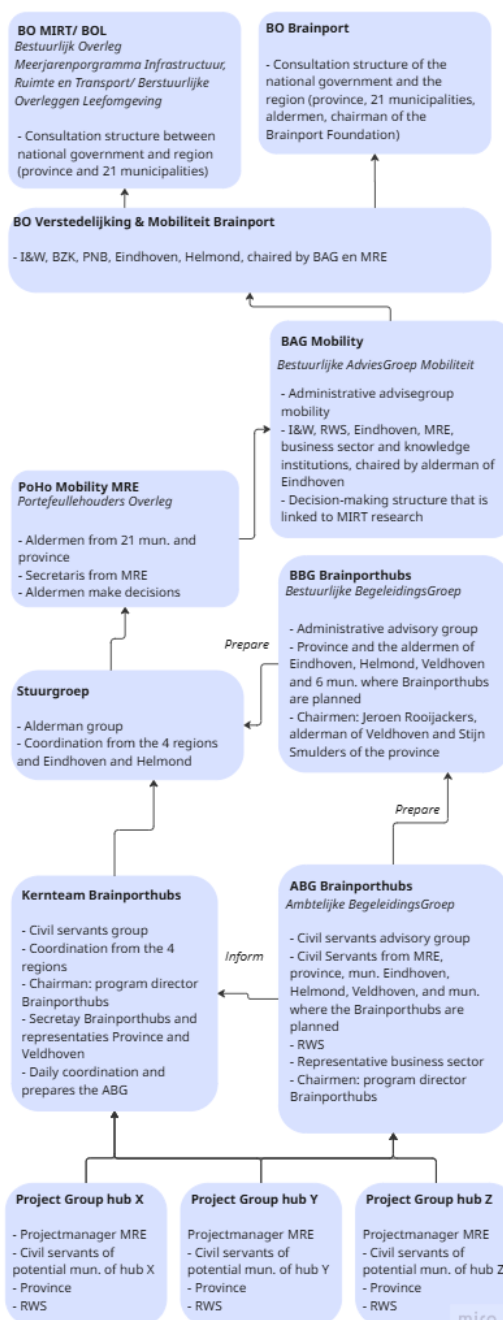 BO MIRT/ BOL
Bestuurlijk Overleg
Meerjarenporgramma Infrastructuur,
Ruimte en Transport/ Berstuurlijke
Overleggen Leefomgeving
- Consultation structure between
national government and region
(province and 21 municipalities)
BO Brainport
- Consultation structure of the
national government and the
region (province, 21 municipalities,
aldermen, chairman of the
Brainport Foundation)
BO Verstedelijking & Mobiliteit Brainport
- I&W, BZK, PNB, Eindhoven, Helmond, chaired by BAG en MRE
BAG Mobility
Bestuurlijke AdviesGroep Mobiliteit
- Administrative advisegroup
mobility
- I&W, RWS, Eindhoven, MRE,
business sector and knowledge
institutions, chaired by alderman of
Eindhoven
- Decision-making structure that is
linked to MIRT research
PoHo Mobility MRE
Portefeullehouders Overleg
- Aldermen from 21 mun. and
province
- Secretaris from MRE
- Aldermen make decisions
BBG Brainporthubs
Bestuurlijke BegeleidingsGroep
- Administrative advisory group
- Province and the aldermen of
Eindhoven, Helmond, Veldhoven
and 6 mun. where Brainporthubs
are planned
- Chairmen: Jeroen Rooijackers,
alderman of Veldhoven and Stijn
Smulders of the province
Prepare
Stuurgroep
- Alderman group
- Coordination from the 4 regions
and Eindhoven and Helmond
Prepare
Kernteam Brainporthubs
- Civil servants group
- Coordination from the 4
regions
- Chairman: program director
Brainporthubs
- Secretay Brainporthubs and
representaties Province and
Veldhoven
- Daily coordination and
prepares the ABG
Inform
ABG Brainporthubs
Ambtelijke BegeleidingsGroep
- Civil servants advisory group
- Civil Servants from MRE,
province, mun. Eindhoven,
Helmond, Veldhoven, and mun.
where the Brainporthubs are
planned
- RWS
- Representative business sector
- Chairmen: program director
Brainporthubs
Project Group hub X
- Projectmanager MRE
- Civil servants of
potential mun. of hub X
- Province
- RWS
Project Group hub Y
Projectmanager MRE
- Civil servants of
potential mun. of hub Y
- Province
- RWS
Project Group hub Z
Projectmanager MRE
- Civil servants of
potential mun. of hub Z
- Province
- RWS
miro